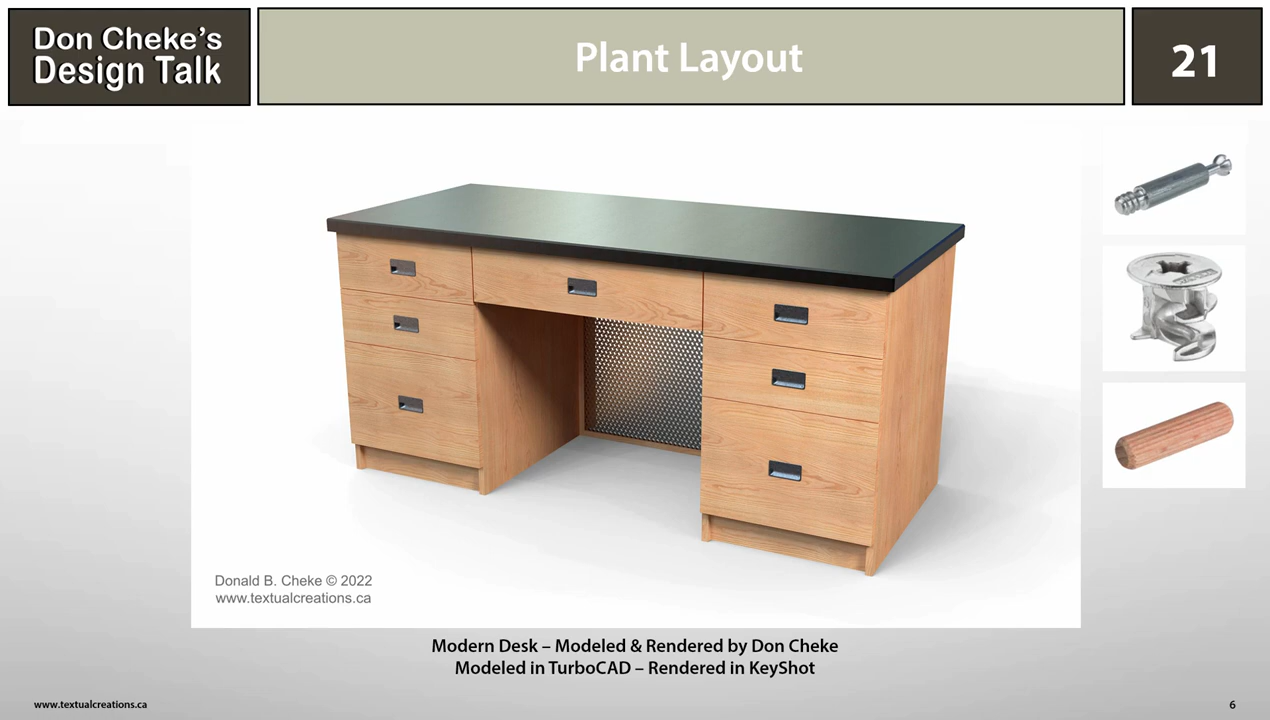 Don Cheke’s
Design Talk
Plant Layout
21
Donald B. Cheke © 2022
www.textualcreations.ca
Modern Desk – Modeled & Rendered by Don Cheke
Modeled in TurboCAD – Rendered in KeyShot
www.textualcreations.ca
6